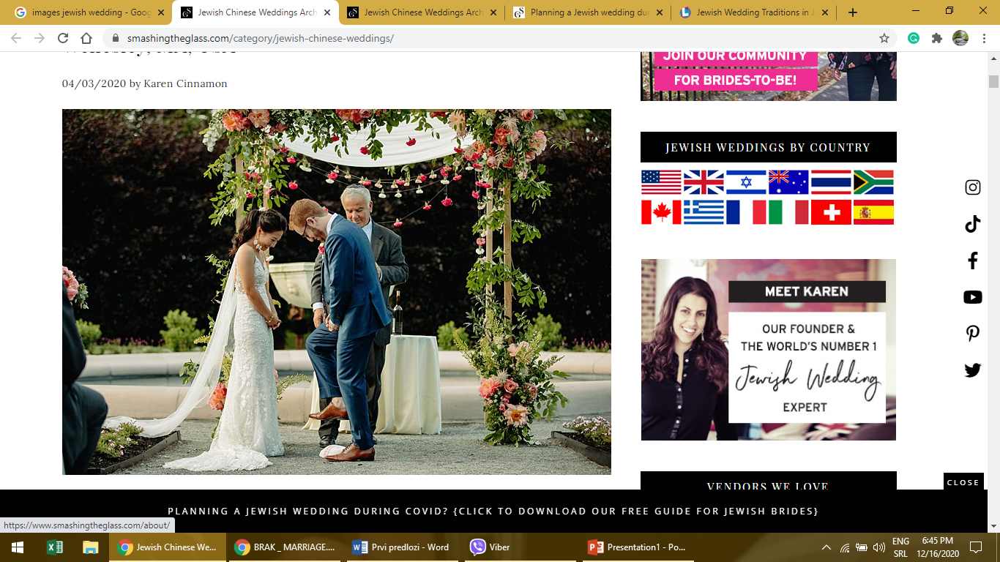 images jewish wedding - Goog
Jewish Chinese Weddings Arch
Jewish Chinese Weddings Arch
Planning a Jewish wedding du
Jewish Wedding Traditions in J
smashingtheglass.com/category/jewish-chinese-weddings/
04/03/2020 by Karen Cinnamon
JOIN OUR COMMUNITY
FOR BRIDES-TO-BE!
JEWISH WEDDINGS BY COUNTRY
MEET KAREN
OUR FOUNDER &
THE WORLD'S NUMBER 1
Jewish Wedding
EXPERT
VENDORS WE LOVE
CLOSE
PLANNING A JEWISH WEDDING DURING COVID? {CLICK TO DOWNLOAD OUR FREE GUIDE FOR JEWISH BRIDES}
https://www.smashingtheglass.com/about/
Jewish Chinese We...
BRAK _ MARRIAGE....
Prvi predlozi - Word
Viber
Presentation1 - Po...
ENG
SRL
6:45 PM
12/16/2020